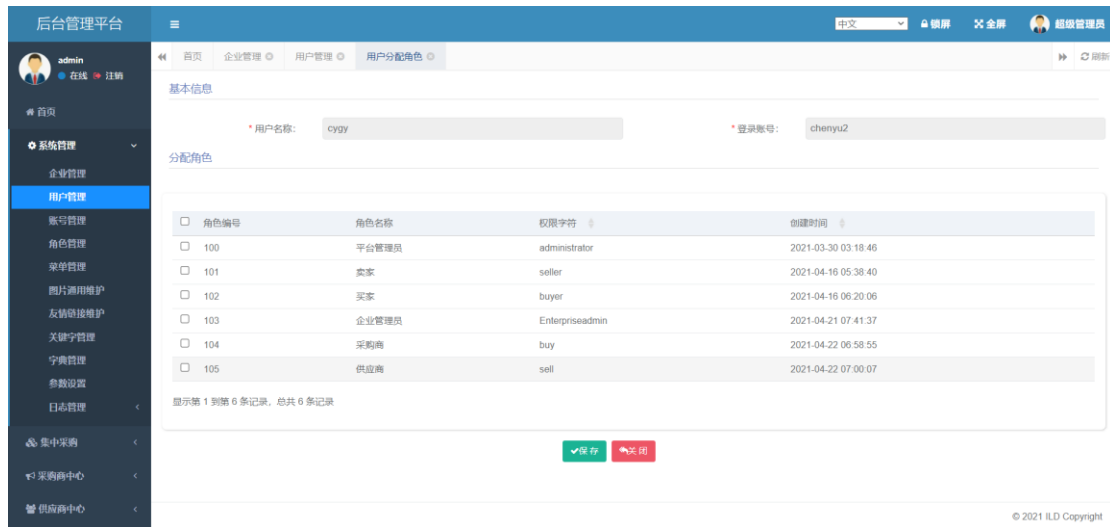 后台管理平台
中文 锁屏 全屏 超级管理员
admin
在线 注销
首页 企业管理 用户管理 用户分配角色 刷新
基本信息
首页
* 用户名称: cygy * 登录账号: chenyu2
系统管理
分配角色
企业管理
用户管理
账号管理
角色管理
菜单管理
图片通用维护
友情链接维护
关键字管理
字典管理
参数设置
日志管理
集中采购
采购商中心
供应商中心
角色编号 角色名称 权限字符 创建时间
100 平台管理员 administrator 2021-03-30 03:18:46
101 卖家 seller 2021-04-16 05:38:40
102 买家 buyer 2021-04-16 06:20:06
103 企业管理员 Enterpriseadmin 2021-04-21 07:41:37
104 采购商 buy 2021-04-22 06:58:55
105 供应商 sell 2021-04-22 07:00:07
显示第 1 到第 6 条记录，总共 6 条记录
保存 关闭
© 2021 ILD Copyright